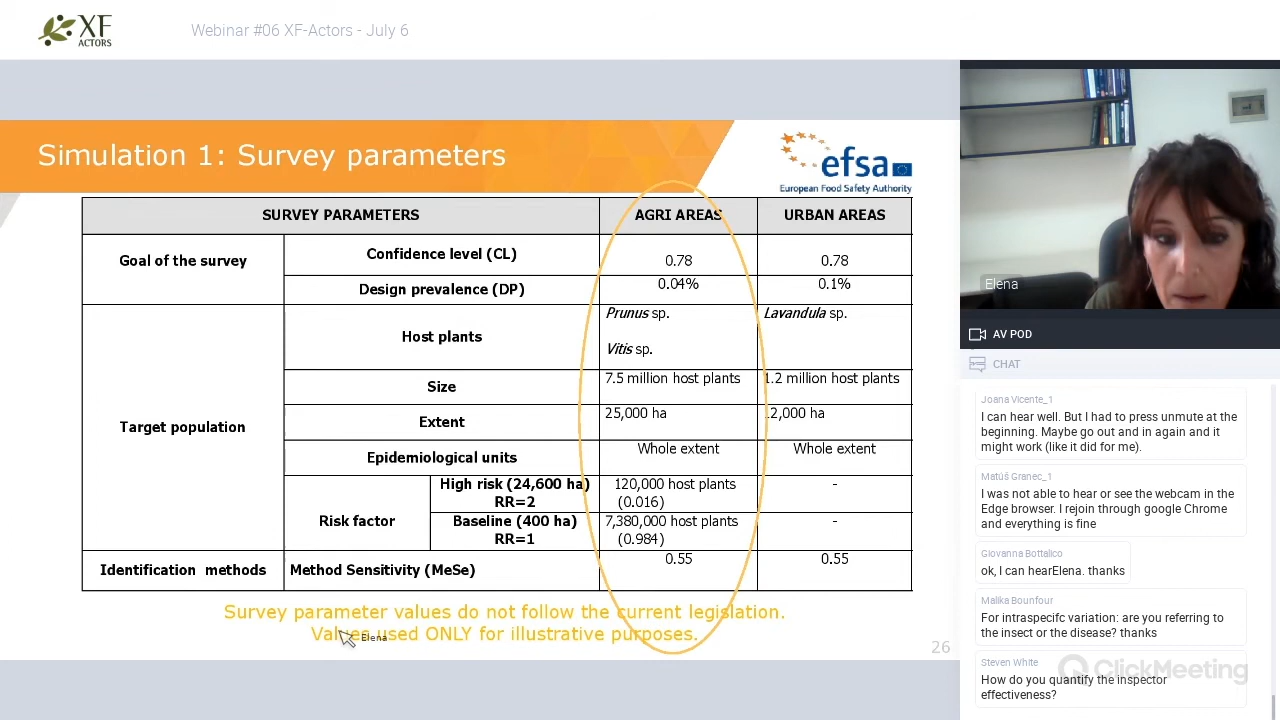 XF
ACTORS
Webinar #06 XF-Actors - July 6
Simulation 1: Survey parameters
efsa
European Food Safety Authority
SURVEY PARAMETERS
AGRI AREAS
URBAN AREAS
Goal of the survey
Confidence level (CL)
0.78
0.78
Design prevalence (DP)
0.04%
0.1%
Target population
Host plants
Prunus sp.
Vitis sp.
Lavandula sp.
Size
7.5 million host plants
1.2 million host plants
Extent
25,000 ha
12,000 ha
Epidemiological units
Whole extent
Whole extent
Risk factor
High risk (24,600 ha)
RR=2
120,000 host plants
(0.016)
-
Baseline (400 ha)
RR=1
7,380,000 host plants
(0.984)
-
Identification methods
Method Sensitivity (MeSe)
0.55
0.55
Survey parameter values do not follow the current legislation.
Values used ONLY for illustrative purposes.
Elena
26
Elena
AV POD
CHAT
Joana Vicente_1
I can hear well. But I had to press unmute at the
beginning. Maybe go out and in again and it
might work (like it did for me).
Matúš Granec_1
I was not able to hear or see the webcam in the
Edge browser. I rejoin through google Chrome
and everything is fine
Giovanna Bottalico
ok, I can hearElena. thanks
Malika Bounfour
For intraspecifc variation: are you referring to
the insect or the disease? thanks
Steven White
How do you quantify the inspector
effectiveness?
ClickMeeting